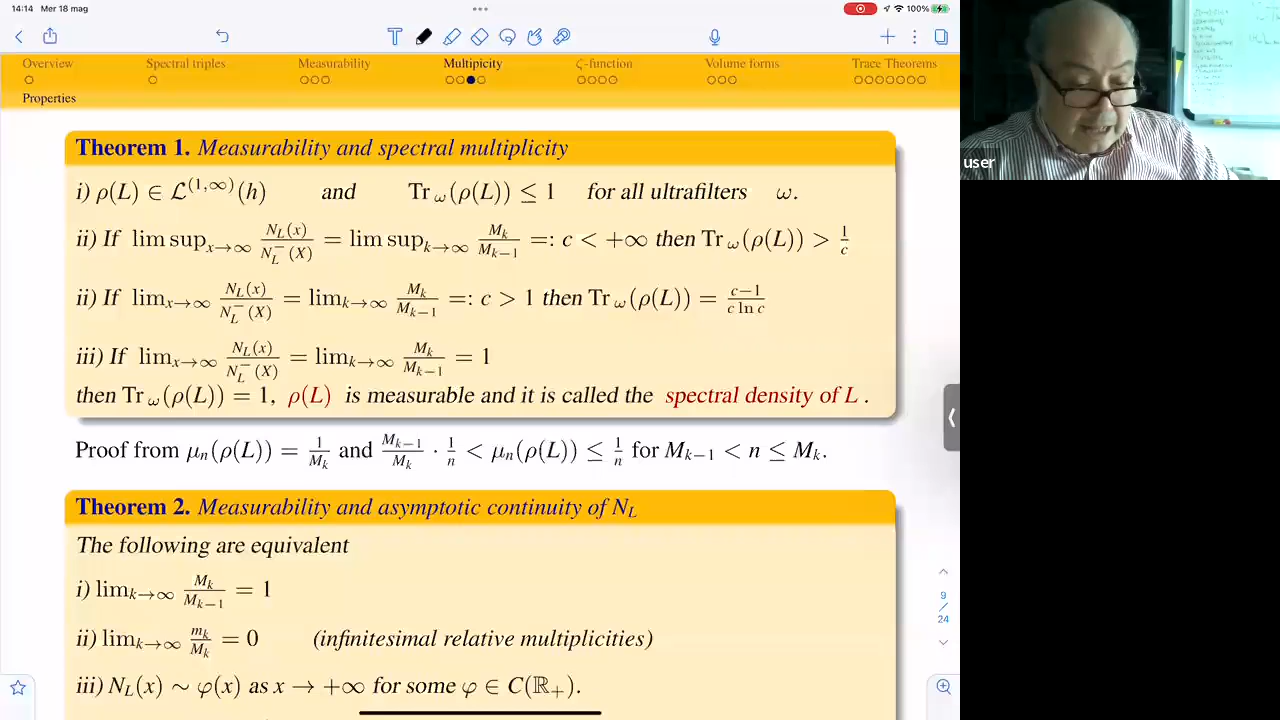 14:14 Mer 18 mag
100%
Overview Spectral triples Measurability Multipicity ζ-function Volume forms Trace Theorems
Properties
Theorem 1. Measurability and spectral multiplicity
i) ρ(L) ∈ ℒ^(1,∞)(h) and Tr_ω(ρ(L)) ≤ 1 for all ultrafilters ω.
ii) If lim sup_{x→∞} N_L(x)/N_L^−(X) = lim sup_{k→∞} M_k/M_{k−1} =: c < +∞ then Tr_ω(ρ(L)) > 1/c
ii) If lim_{x→∞} N_L(x)/N_L^−(X) = lim_{k→∞} M_k/M_{k−1} =: c > 1 then Tr_ω(ρ(L)) = (c−1)/(c ln c)
iii) If lim_{x→∞} N_L(x)/N_L^−(X) = lim_{k→∞} M_k/M_{k−1} = 1
then Tr_ω(ρ(L)) = 1, ρ(L) is measurable and it is called the spectral density of L .
Proof from μ_n(ρ(L)) = 1/M_k and M_{k−1}/M_k · 1/n < μ_n(ρ(L)) ≤ 1/n for M_{k−1} < n ≤ M_k.
Theorem 2. Measurability and asymptotic continuity of N_L
The following are equivalent
i) lim_{k→∞} M_k/M_{k−1} = 1
ii) lim_{k→∞} m_k/M_k = 0 (infinitesimal relative multiplicities)
iii) N_L(x) ∼ φ(x) as x → +∞ for some φ ∈ C(ℝ_+).
9
/
24
user